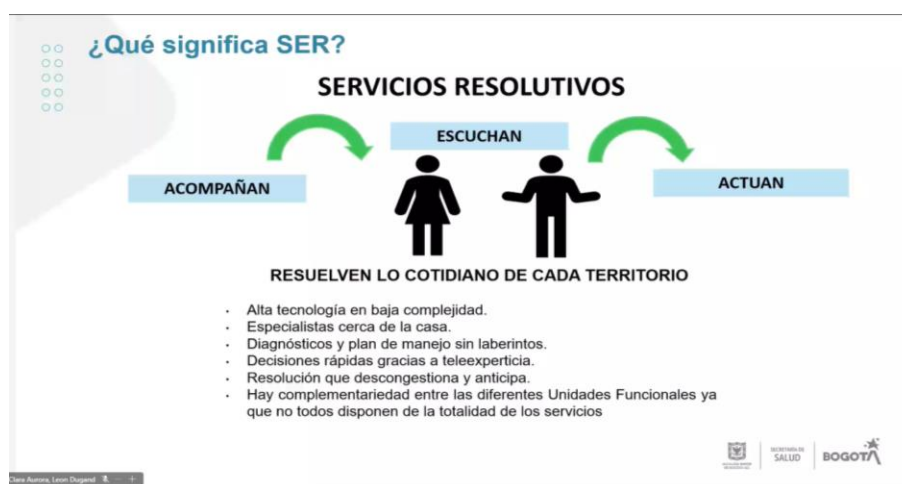 ¿Qué significa SER?
SERVICIOS RESOLUTIVOS
ESCUCHAN
ACOMPAÑAN
ACTUAN
RESUELVEN LO COTIDIANO DE CADA TERRITORIO
· Alta tecnología en baja complejidad.
· Especialistas cerca de la casa.
· Diagnósticos y plan de manejo sin laberintos.
· Decisiones rápidas gracias a teleexperticia.
· Resolución que descongestiona y anticipa.
· Hay complementariedad entre las diferentes Unidades Funcionales ya
que no todos disponen de la totalidad de los servicios
SECRETARÍA DE
SALUD
BOGOTÁ
Clara Aurora, Leon Dugand